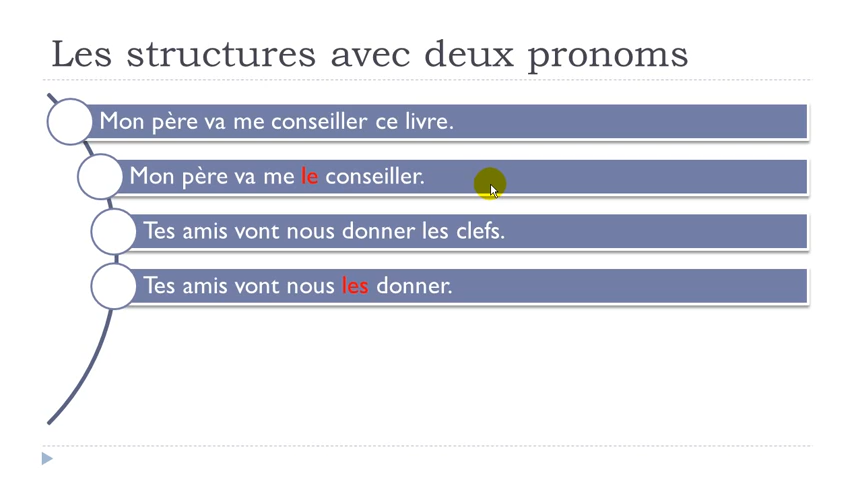 Les structures avec deux pronoms
Mon père va me conseiller ce livre.
Mon père va me le conseiller.
Tes amis vont nous donner les clefs.
Tes amis vont nous les donner.